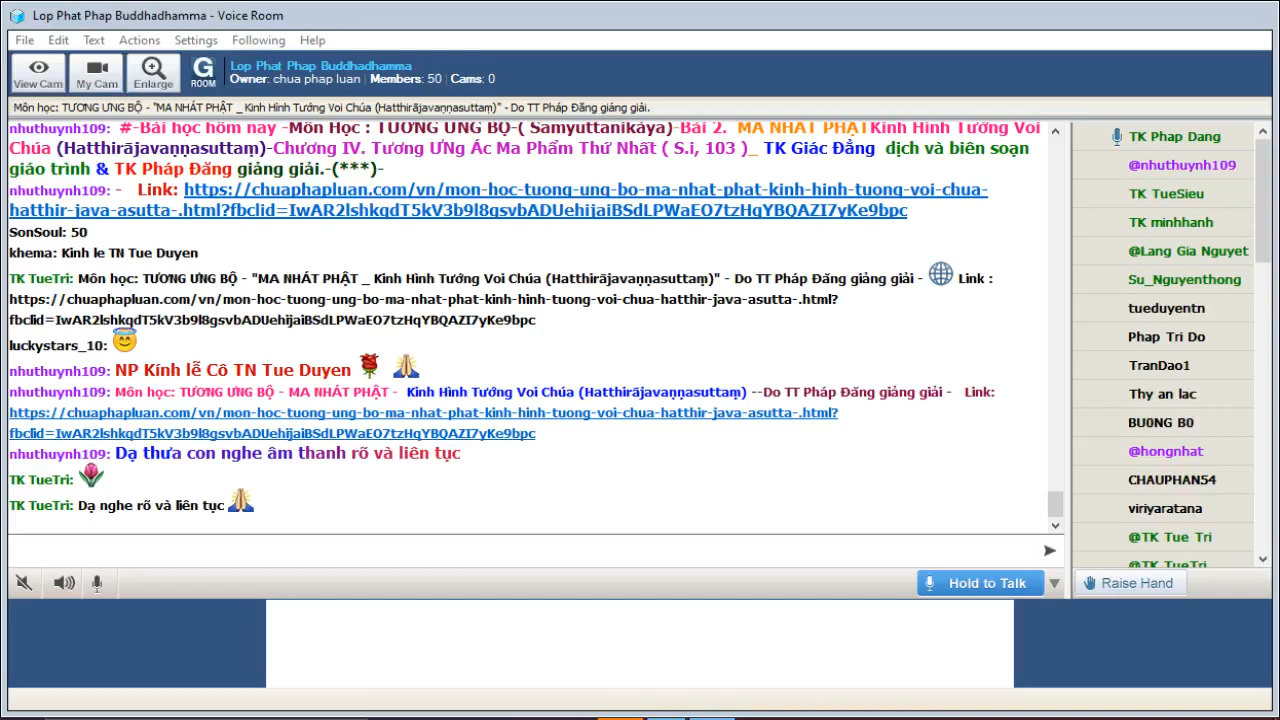 Lop Phat Phap Buddhadhamma - Voice Room
File Edit Text Actions Settings Following Help
View Cam My Cam Enlarge G ROOM Lop Phat Phap Buddhadhamma
Owner: chua phap luan | Members: 50 | Cams: 0
Môn học: TƯƠNG ƯNG BỘ - "MA NHÁT PHẬT _ Kinh Hình Tướng Voi Chúa (Hatthirājavaṇṇasuttaṃ)" - Do TT Pháp Đăng giảng giải.
nhuthuynh109: #-Bài học hôm nay -Môn Học : TƯƠNG ƯNG BỘ-( Samyuttanikàya)-Bài 2. MA NHÁT PHẬTKinh Hình Tướng Voi
Chúa (Hatthirājavaṇṇasuttaṃ)-Chương IV. Tương ƯNg Ác Ma Phẩm Thứ Nhất ( S.i, 103 )_ TK Giác Đẳng dịch và biên soạn
giáo trình & TK Pháp Đăng giảng giải.-(***)-
nhuthuynh109: - Link: https://chuaphapluan.com/vn/mon-hoc-tuong-ung-bo-ma-nhat-phat-kinh-hinh-tuong-voi-chua-
hatthir-java-asutta-.html?fbclid=IwAR2lshkqdT5kV3b9l8gsvbADUehijaiBSdLPWaEO7tzHqYBQAZI7yKe9bpc
SonSoul: 50
khema: Kinh le TN Tue Duyen
TK TueTri: Môn học: TƯƠNG ƯNG BỘ - "MA NHÁT PHẬT _ Kinh Hình Tướng Voi Chúa (Hatthirājavaṇṇasuttaṃ)" - Do TT Pháp Đăng giảng giải - Link :
https://chuaphapluan.com/vn/mon-hoc-tuong-ung-bo-ma-nhat-phat-kinh-hinh-tuong-voi-chua-hatthir-java-asutta-.html?
fbclid=IwAR2lshkqdT5kV3b9l8gsvbADUehijaiBSdLPWaEO7tzHqYBQAZI7yKe9bpc
luckystars_10:
nhuthuynh109: NP Kính lễ Cô TN Tue Duyen
nhuthuynh109: Môn học: TƯƠNG ƯNG BỘ - MA NHÁT PHẬT - Kinh Hình Tướng Voi Chúa (Hatthirājavaṇṇasuttaṃ) --Do TT Pháp Đăng giảng giải - Link:
https://chuaphapluan.com/vn/mon-hoc-tuong-ung-bo-ma-nhat-phat-kinh-hinh-tuong-voi-chua-hatthir-java-asutta-.html?
fbclid=IwAR2lshkqdT5kV3b9l8gsvbADUehijaiBSdLPWaEO7tzHqYBQAZI7yKe9bpc
nhuthuynh109: Dạ thưa con nghe âm thanh rõ và liên tục
TK TueTri:
TK TueTri: Dạ nghe rõ và liên tục
TK Phap Dang
@nhuthuynh109
TK TueSieu
TK minhhanh
@Lang Gia Nguyet
Su_Nguyenthong
tueduyentn
Phap Tri Do
TranDao1
Thy an lac
BU0NG B0
@hongnhat
CHAUPHAN54
viriyaratana
@TK Tue Tri
@TK TueTri
Hold to Talk
Raise Hand